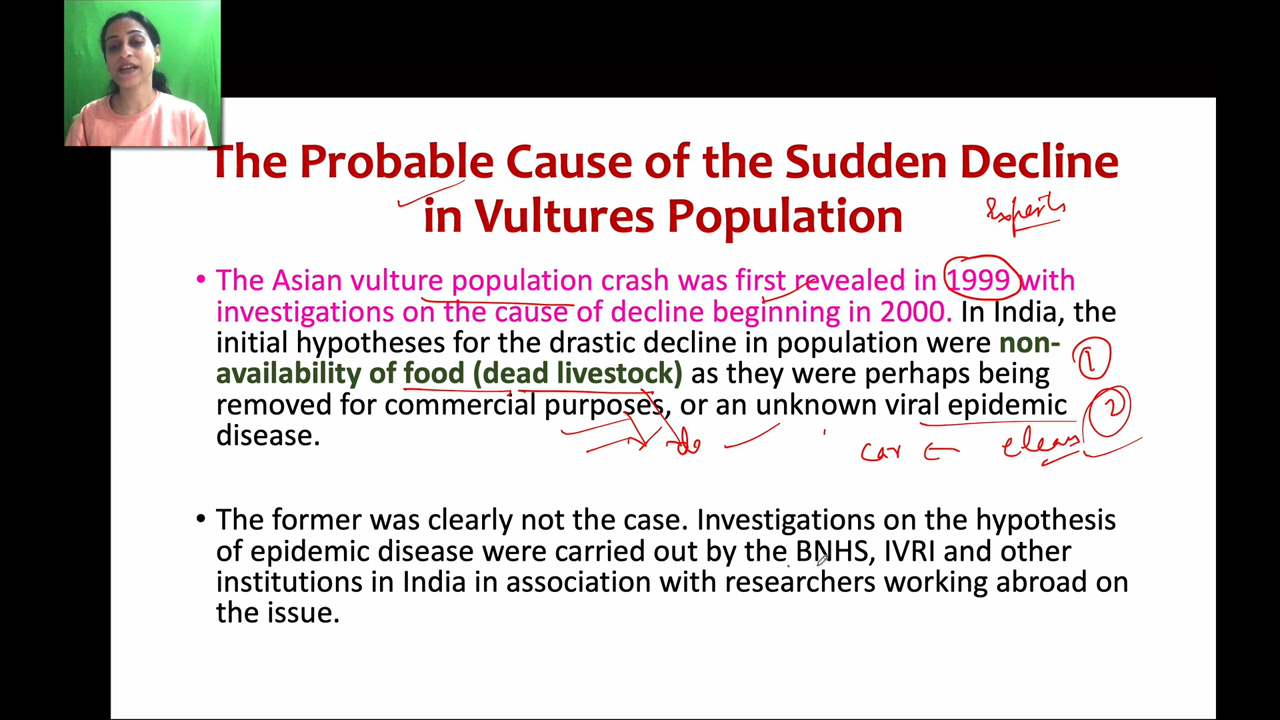 The Probable Cause of the Sudden Decline
in Vultures Population
Experts
• The Asian vulture population crash was first revealed in 1999 with
investigations on the cause of decline beginning in 2000. In India, the
initial hypotheses for the drastic decline in population were non-
availability of food (dead livestock) as they were perhaps being
1
removed for commercial purposes, or an unknown viral epidemic
2
disease.
car ← clean
• The former was clearly not the case. Investigations on the hypothesis
of epidemic disease were carried out by the BNHS, IVRI and other
institutions in India in association with researchers working abroad on
the issue.